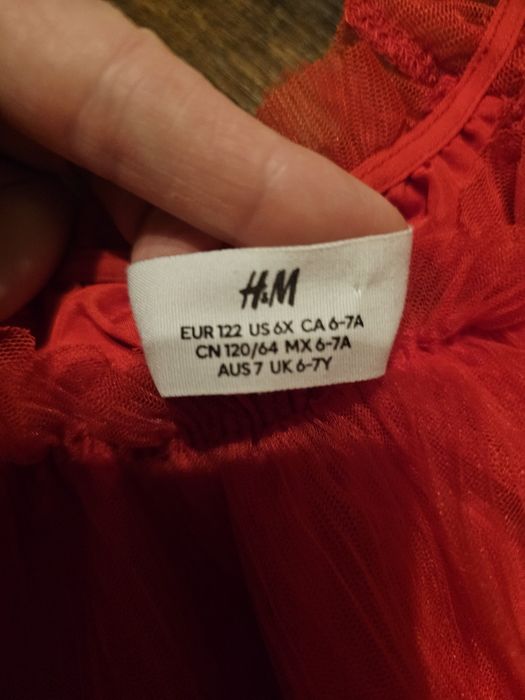 H&M
EUR 122 US 6X CA 6-7A
CN 120/64 MX 6-7A
AUS 7 UK 6-7Y